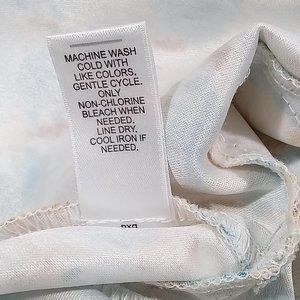 MACHINE WASH
COLD WITH
LIKE COLORS,
GENTLE CYCLE.
ONLY
NON-CHLORINE
BLEACH WHEN
NEEDED.
LINE DRY.
COOL IRON IF
NEEDED.